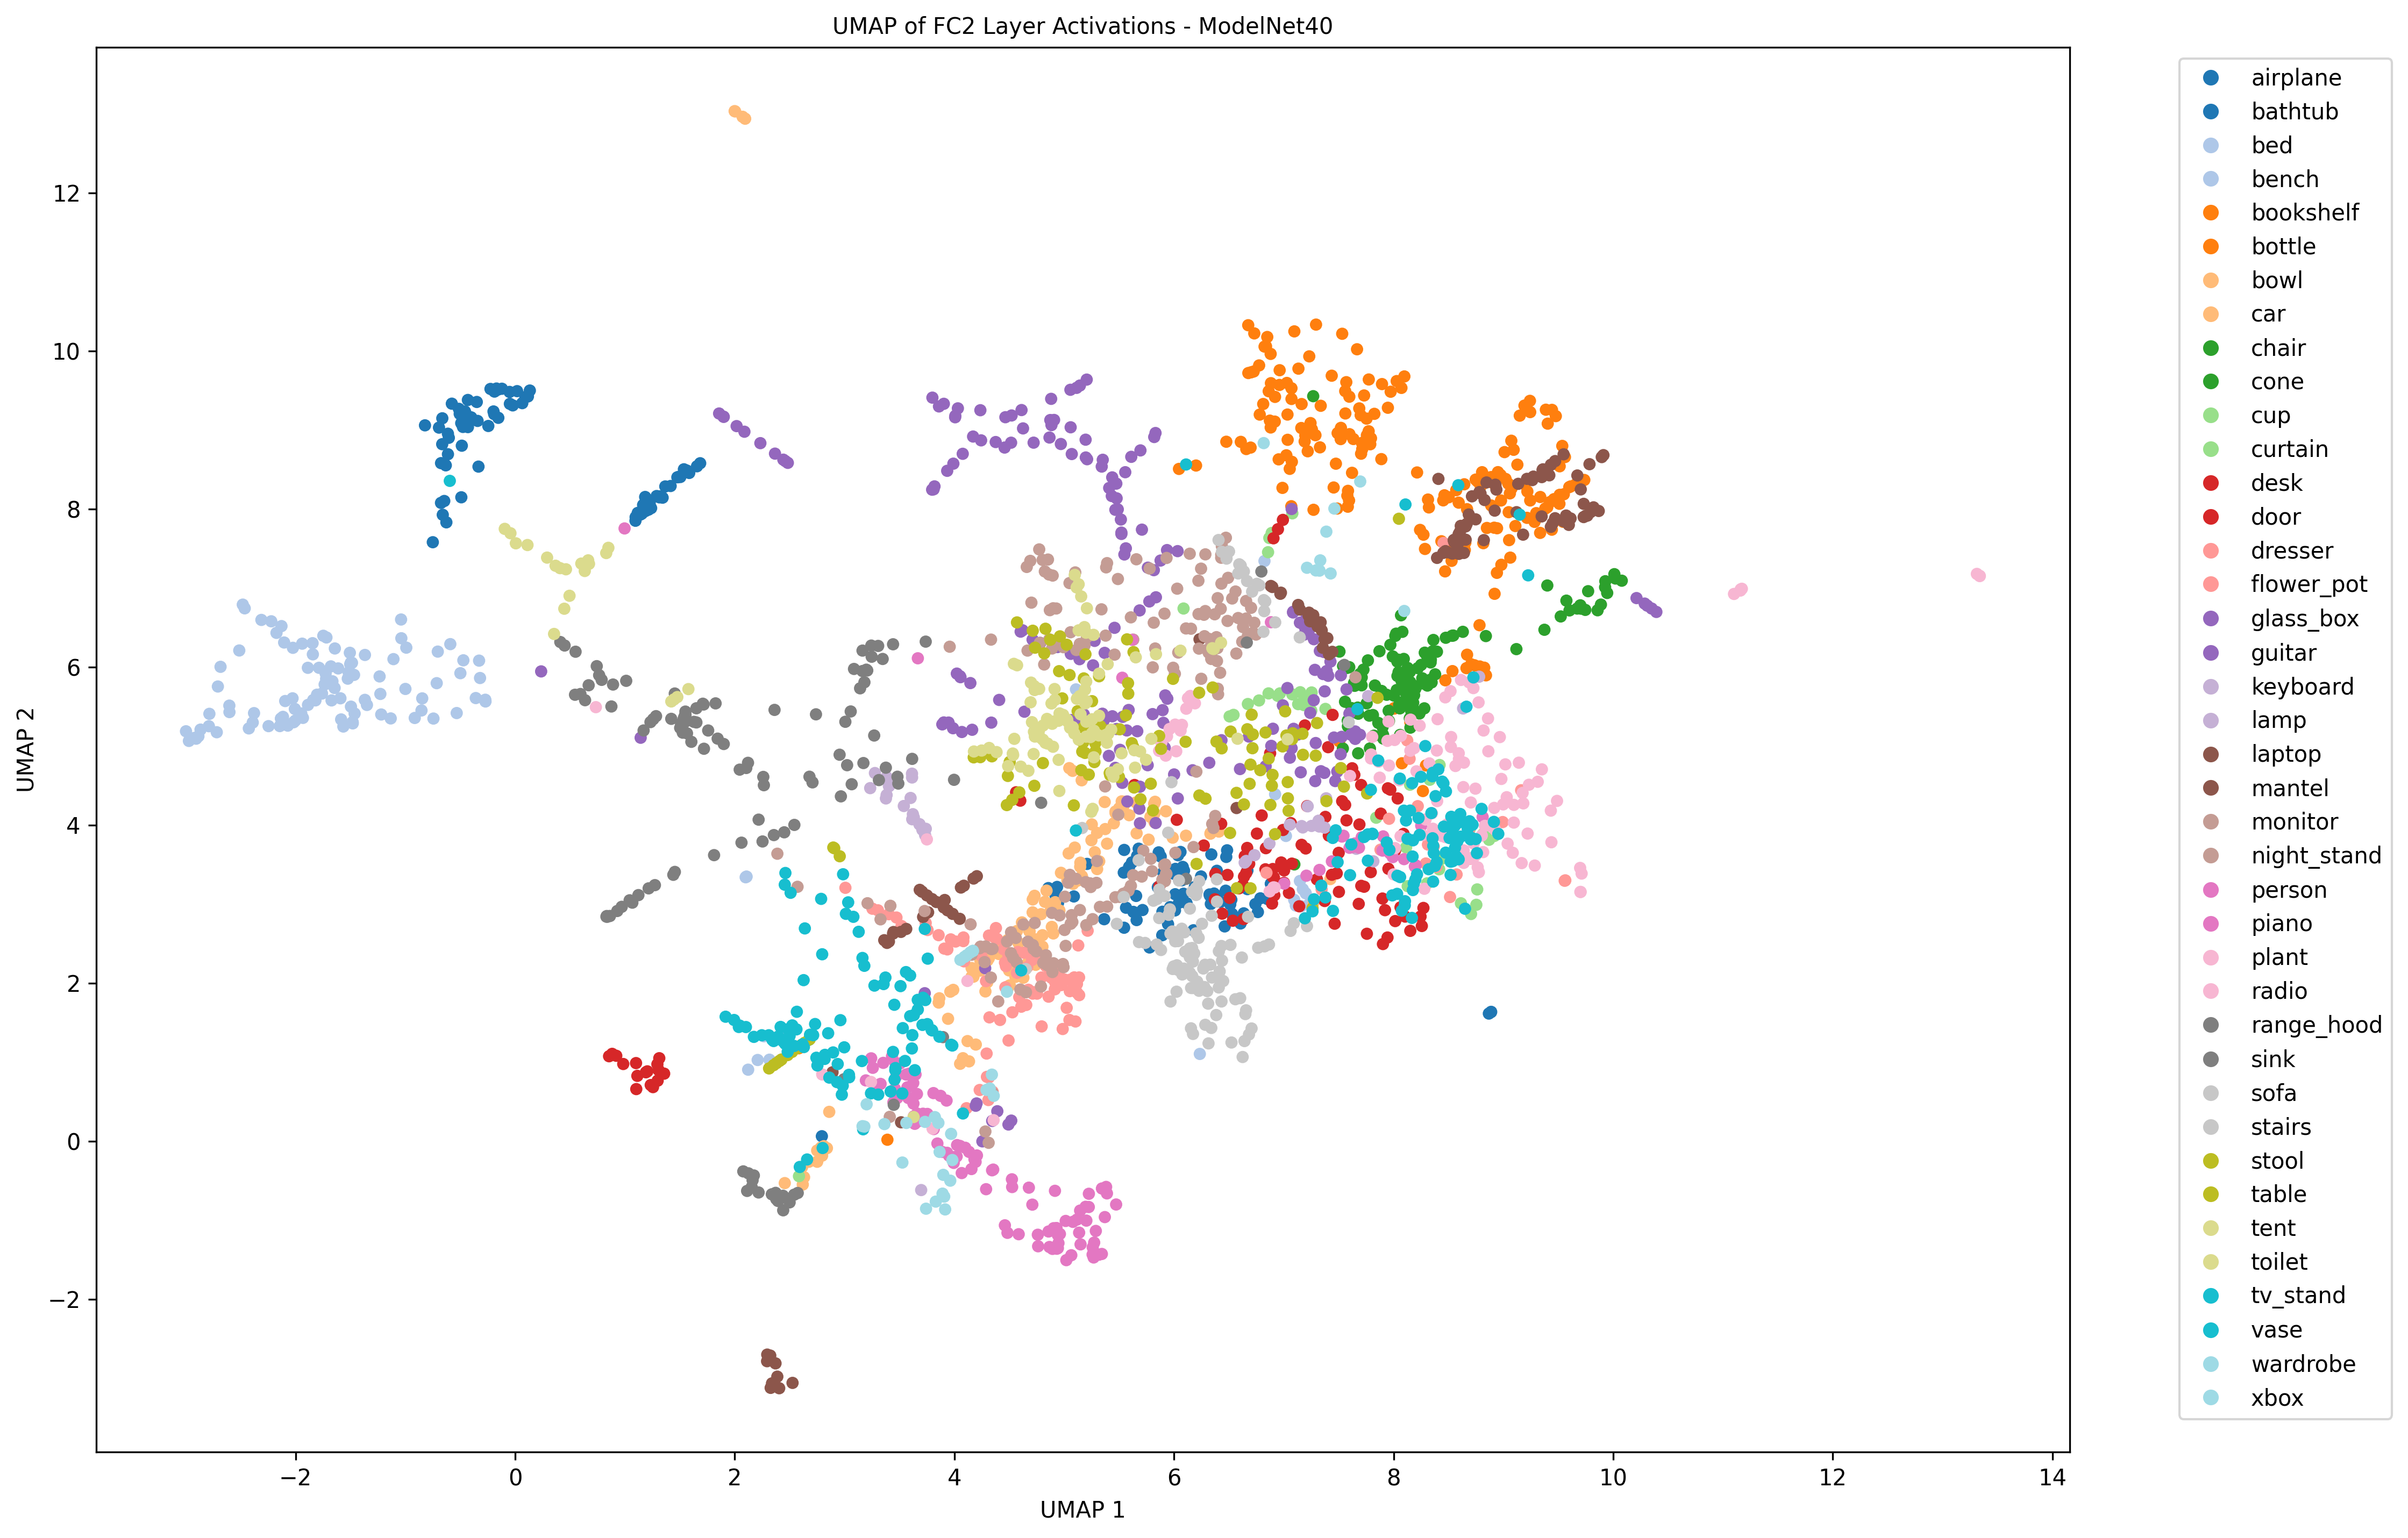 UMAP of FC2 Layer Activations - ModelNet40
12
10
8
6
4
2
0
−2
UMAP 2
−2
0
2
4
6
8
10
12
14
UMAP 1
airplane
bathtub
bed
bench
bookshelf
bottle
bowl
car
chair
cone
cup
curtain
desk
door
dresser
flower_pot
glass_box
guitar
keyboard
lamp
laptop
mantel
monitor
night_stand
person
piano
plant
radio
range_hood
sink
sofa
stairs
stool
table
tent
toilet
tv_stand
vase
wardrobe
xbox